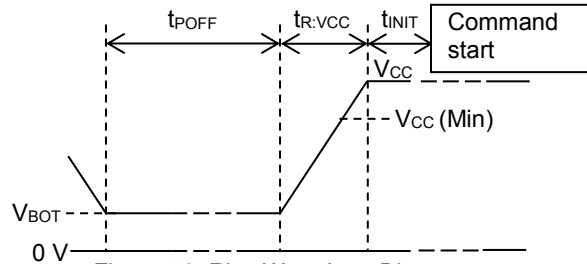 tPOFF tR:VCC tINIT Command start
VCC
VCC (Min)
VBOT
0 V